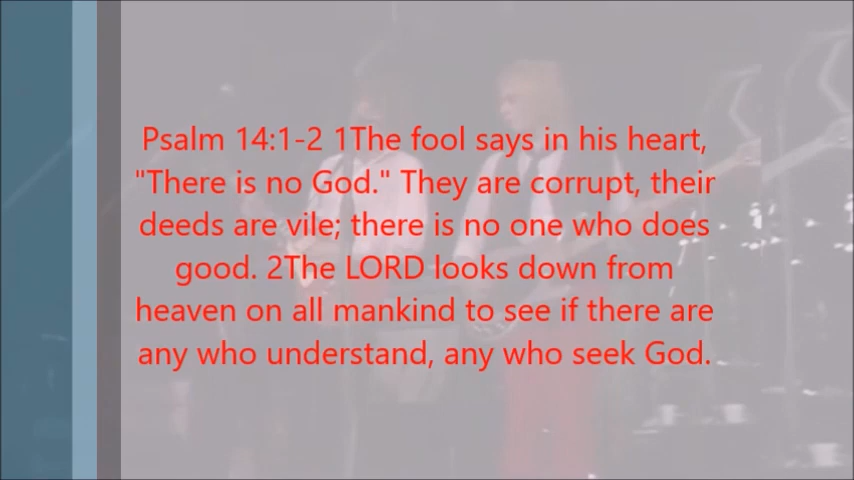 Psalm 14:1-2 1The fool says in his heart,
"There is no God." They are corrupt, their
deeds are vile; there is no one who does
good. 2The LORD looks down from
heaven on all mankind to see if there are
any who understand, any who seek God.